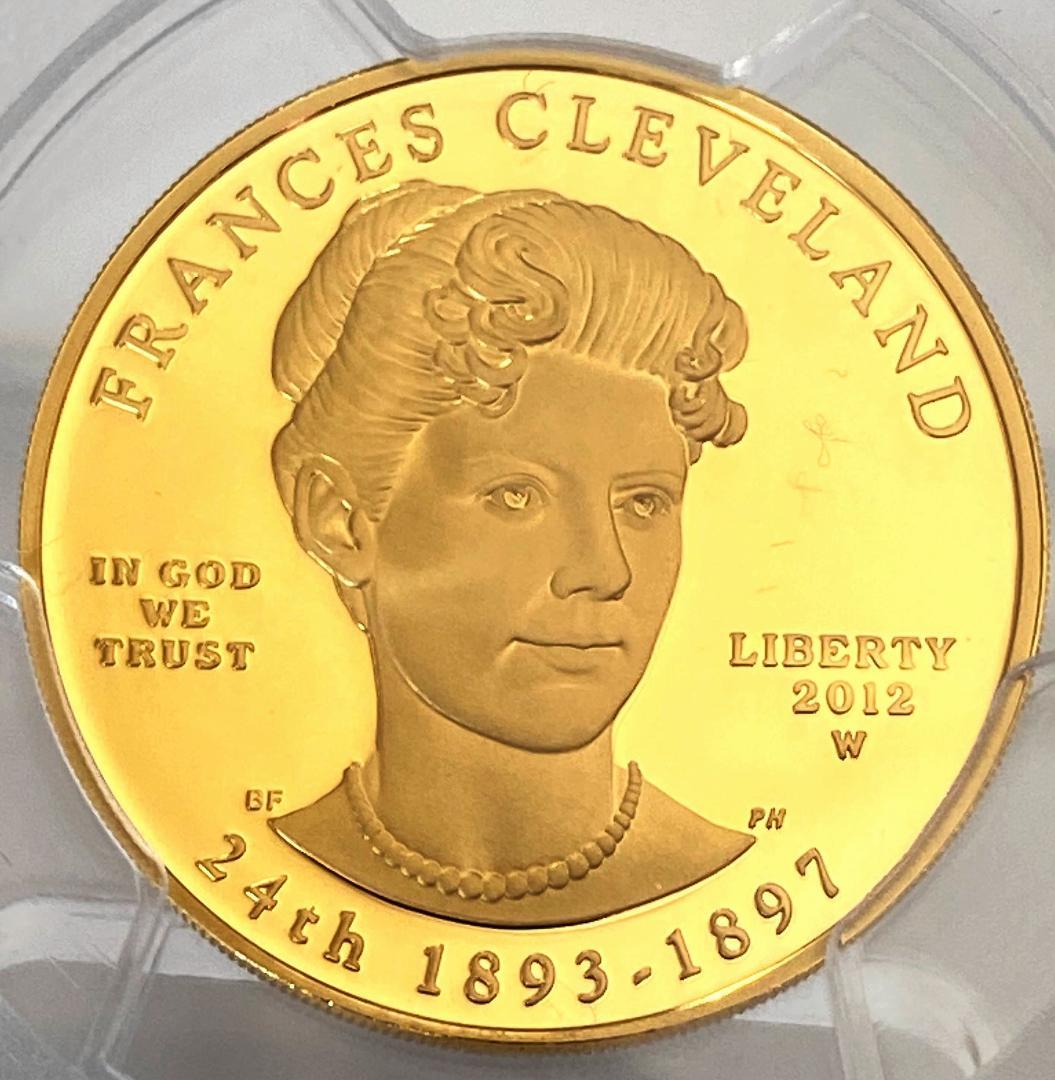 FRANCES CLEVELAND
IN GOD
WE
TRUST
LIBERTY
2012
W
BF
PH
24th 1893-1897